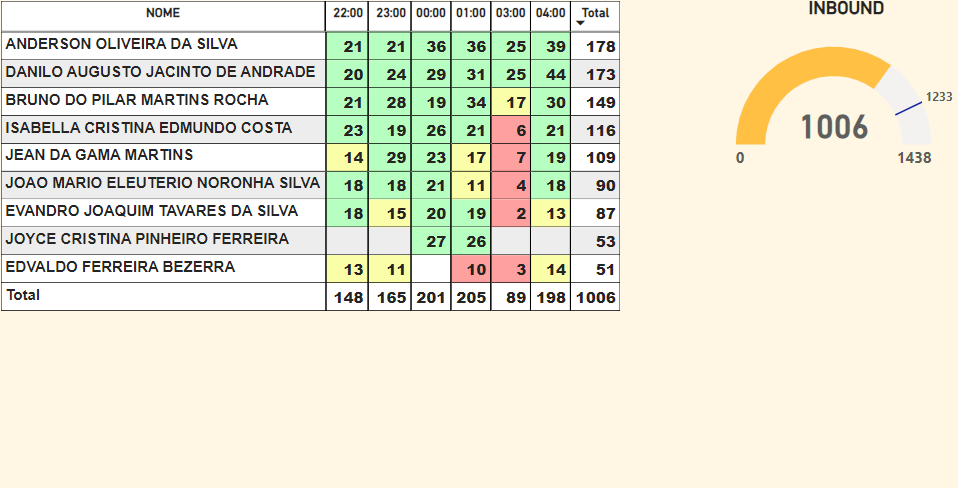 NOME 22:00 23:00 00:00 01:00 03:00 04:00 Total
ANDERSON OLIVEIRA DA SILVA 21 21 36 36 25 39 178
DANILO AUGUSTO JACINTO DE ANDRADE 20 24 29 31 25 44 173
BRUNO DO PILAR MARTINS ROCHA 21 28 19 34 17 30 149
ISABELLA CRISTINA EDMUNDO COSTA 23 19 26 21 6 21 116
JEAN DA GAMA MARTINS 14 29 23 17 7 19 109
JOAO MARIO ELEUTERIO NORONHA SILVA 18 18 21 11 4 18 90
EVANDRO JOAQUIM TAVARES DA SILVA 18 15 20 19 2 13 87
JOYCE CRISTINA PINHEIRO FERREIRA 27 26 53
EDVALDO FERREIRA BEZERRA 13 11 10 3 14 51
Total 148 165 201 205 89 198 1006
INBOUND
1233
1006
0 1438